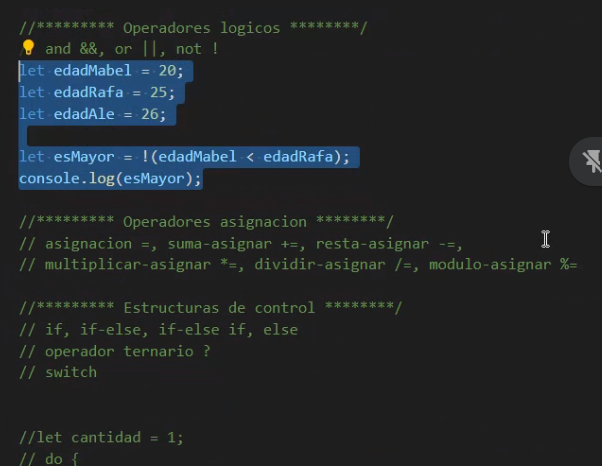 //********* Operadores logicos ********/
// and &&, or ||, not !
let edadMabel = 20;
let edadRafa = 25;
let edadAle = 26;
let esMayor = !(edadMabel < edadRafa);
console.log(esMayor);
//********* Operadores asignacion ********/
// asignacion =, suma-asignar +=, resta-asignar -=,
// multiplicar-asignar *=, dividir-asignar /=, modulo-asignar %=
//********* Estructuras de control ********/
// if, if-else, if-else if, else
// operador ternario ?
// switch
//let cantidad = 1;
// do {